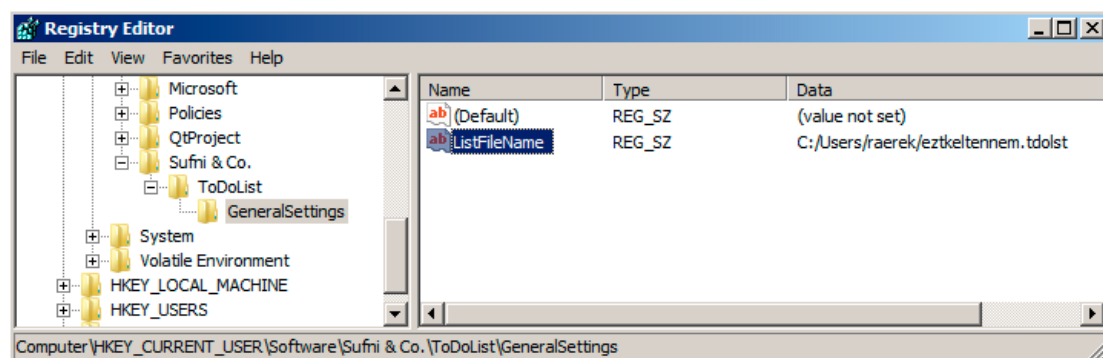 Registry Editor
File Edit View Favorites Help
Microsoft
Policies
QtProject
Sufni & Co.
ToDoList
GeneralSettings
System
Volatile Environment
HKEY_LOCAL_MACHINE
HKEY_USERS
Name Type Data
ab (Default) REG_SZ (value not set)
ab ListFileName REG_SZ C:/Users/raerek/eztkeltennem.tdolst
Computer\HKEY_CURRENT_USER\Software\Sufni & Co.\ToDoList\GeneralSettings